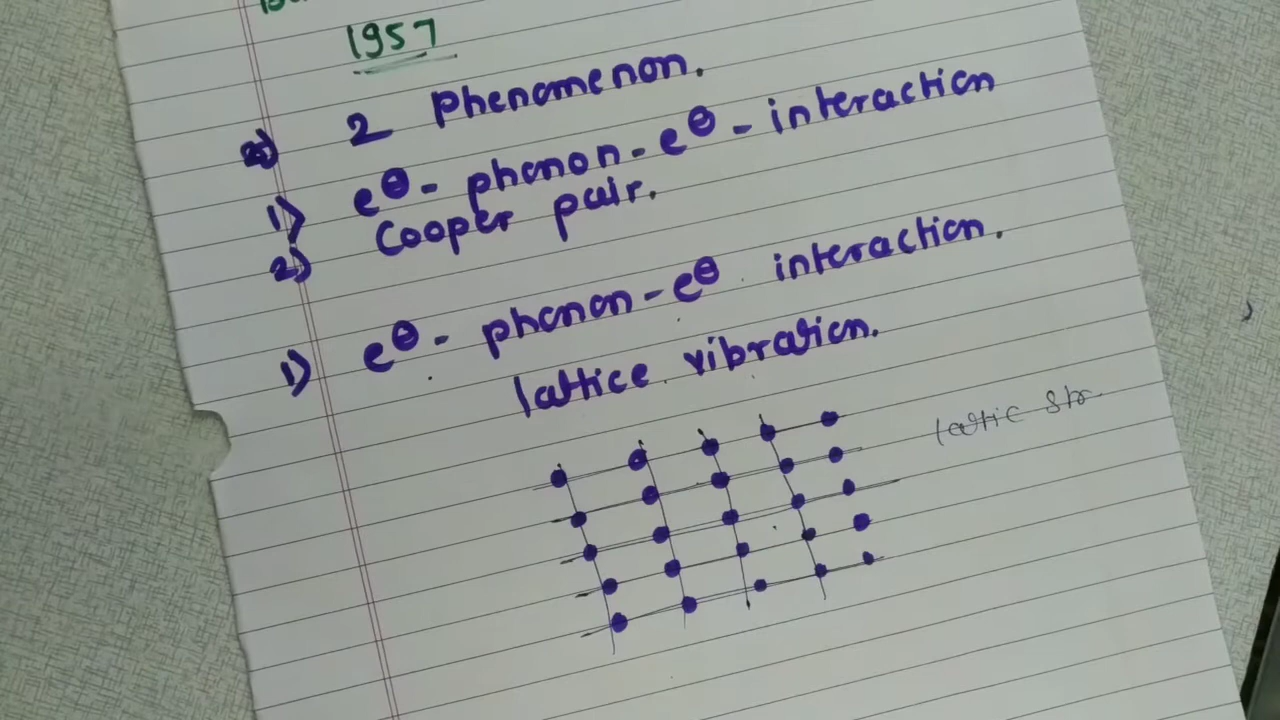 1957
2 phenomenon.
1) e⊖ - phonon - e⊖ - interaction
2) Cooper pair.
1) e⊖ - phonon - e⊖ interaction.
lattice vibration.
lattic str.